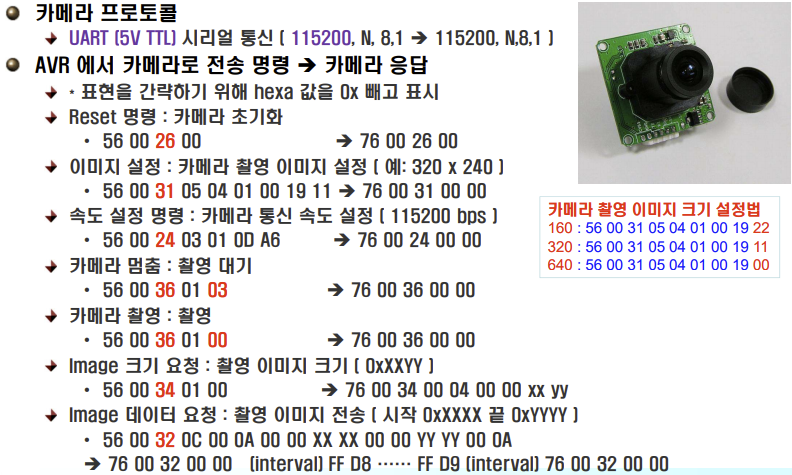 카메라 프로토콜
UART (5V TTL) 시리얼 통신 ( 115200, N, 8,1 ➔ 115200, N,8,1 )
AVR 에서 카메라로 전송 명령 ➔ 카메라 응답
* 표현을 간략하기 위해 hexa 값을 0x 빼고 표시
Reset 명령 : 카메라 초기화
• 56 00 26 00 ➔ 76 00 26 00
이미지 설정 : 카메라 촬영 이미지 설정 ( 예: 320 x 240 )
• 56 00 31 05 04 01 00 19 11 ➔ 76 00 31 00 00
속도 설정 명령 : 카메라 통신 속도 설정 ( 115200 bps )
• 56 00 24 03 01 0D A6 ➔ 76 00 24 00 00
카메라 멈춤 : 촬영 대기
• 56 00 36 01 03 ➔ 76 00 36 00 00
카메라 촬영 : 촬영
• 56 00 36 01 00 ➔ 76 00 36 00 00
Image 크기 요청 : 촬영 이미지 크기 ( 0xXXYY )
• 56 00 34 01 00 ➔ 76 00 34 00 04 00 00 xx yy
Image 데이터 요청 : 촬영 이미지 전송 ( 시작 0xXXXX 끝 0xYYYY )
• 56 00 32 0C 00 0A 00 00 XX XX 00 00 YY YY 00 0A
➔ 76 00 32 00 00 (interval) FF D8 ⋯⋯ FF D9 (interval) 76 00 32 00 00
카메라 촬영 이미지 크기 설정법
160 : 56 00 31 05 04 01 00 19 22
320 : 56 00 31 05 04 01 00 19 11
640 : 56 00 31 05 04 01 00 19 00